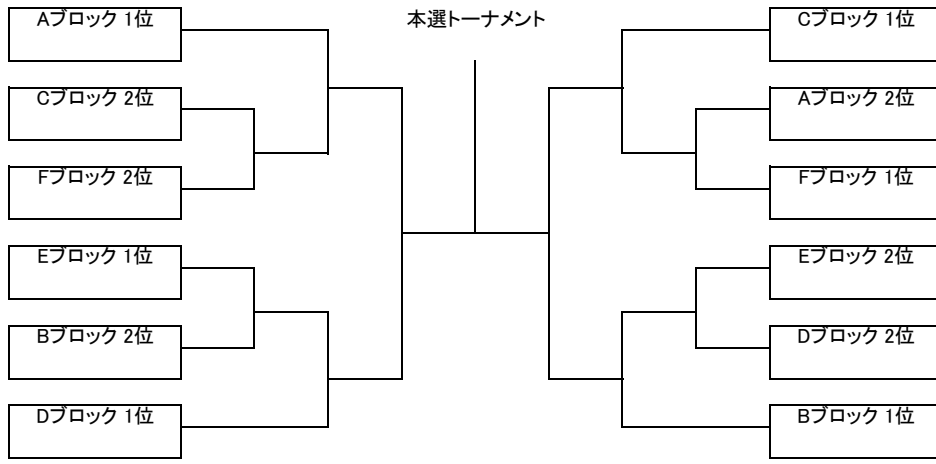 本選トーナメント
Aブロック 1位
Cブロック 2位
Fブロック 2位
Eブロック 1位
Bブロック 2位
Dブロック 1位
Cブロック 1位
Aブロック 2位
Fブロック 1位
Eブロック 2位
Dブロック 2位
Bブロック 1位